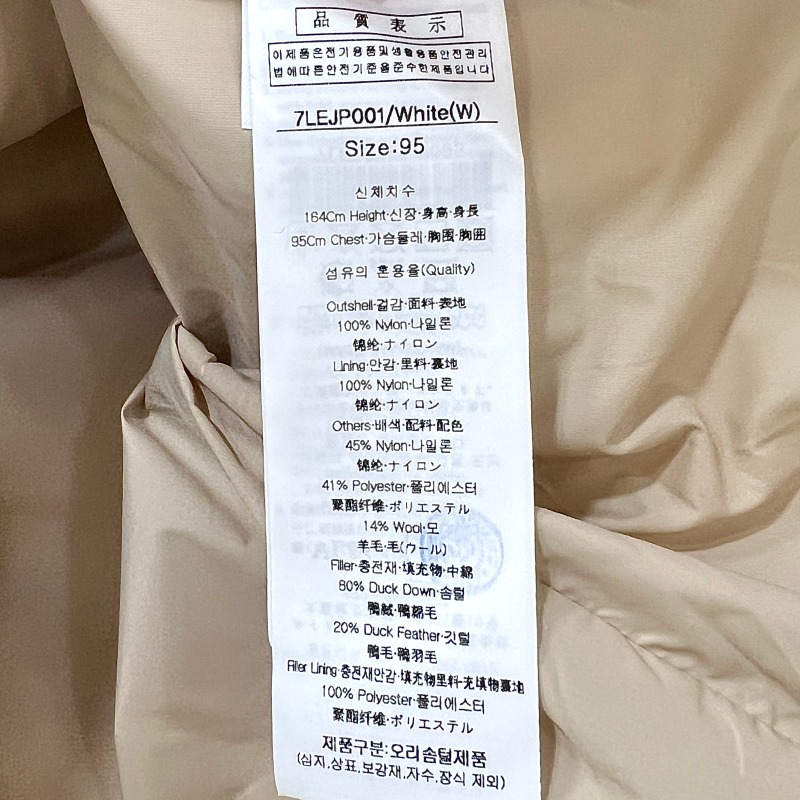 品質表示
이제품은전기용품및생활용품안전관리
법에따른안전기준을준수한제품입니다
7LEJP001/White(W)
Size:95
신체치수
164Cm Height·신장·身高·身長
95Cm Chest·가슴둘레·胸围·胸囲
섬유의 혼용율(Quality)
Outshell·겉감·面料·表地
100% Nylon·나일론
锦纶·ナイロン
Lining·안감·里料·裏地
100% Nylon·나일론
锦纶·ナイロン
Others·배색·配料·配色
45% Nylon·나일론
锦纶·ナイロン
41% Polyester·폴리에스터
聚酯纤维·ポリエステル
14% Wool·모
羊毛·毛(ウール)
Filler·충전재·填充物·中綿
80% Duck Down·솜털
鸭绒·鴨綿毛
20% Duck Feather·깃털
鸭毛·鴨羽毛
Filler Lining·충전재안감·填充物里料·充填物裏地
100% Polyester·폴리에스터
聚酯纤维·ポリエステル
제품구분:오리솜털제품
(심지,상표,보강재,자수,장식 제외)